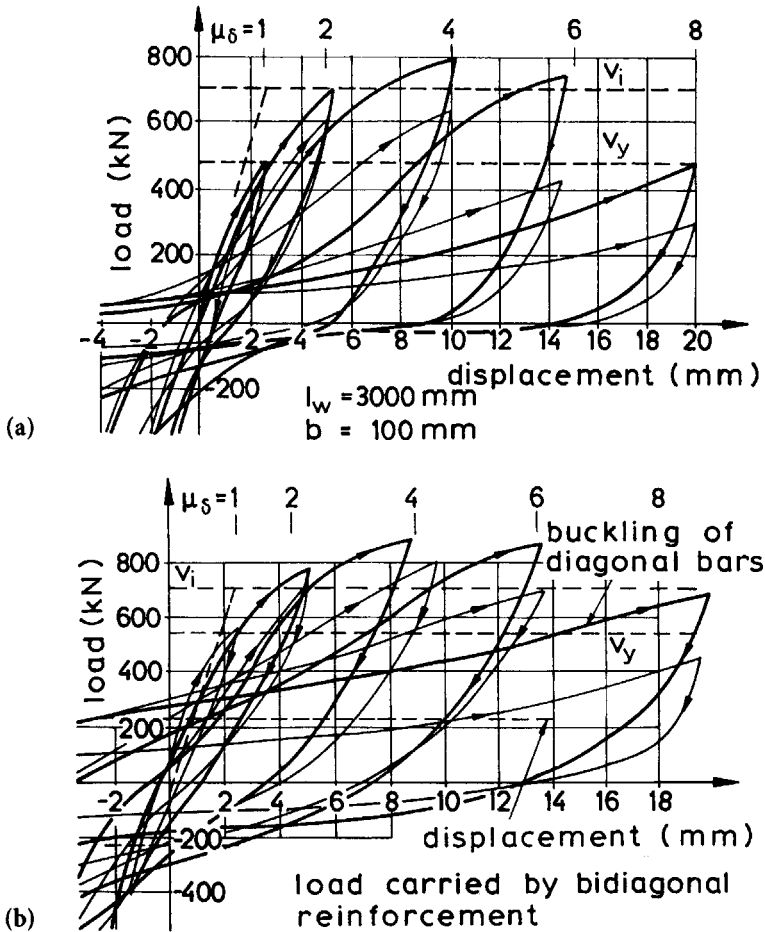 μδ=1 2 4 6 8
800
Vi
600
Vy
400
200
load (kN)
-4 -2 2 4 6 8 10 12 14 16 18 20
-200
displacement (mm)
lw = 3000 mm
b = 100 mm
(a)
μδ=1 2 4 6 8
buckling of
diagonal bars
800
Vi
600
Vy
400
200
load (kN)
-2 2 4 6 8 10 12 14 16 18
-200
displacement (mm)
-400
load carried by bidiagonal
reinforcement
(b)